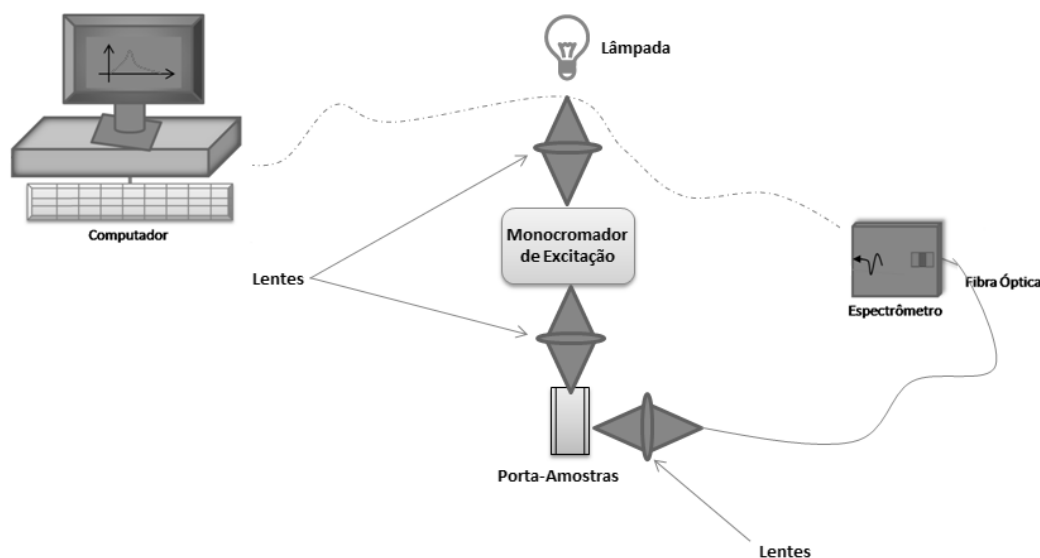 Lâmpada
Computador
Monocromador
de Excitação
Lentes
Fibra Óptica
Espectrômetro
Porta-Amostras
Lentes